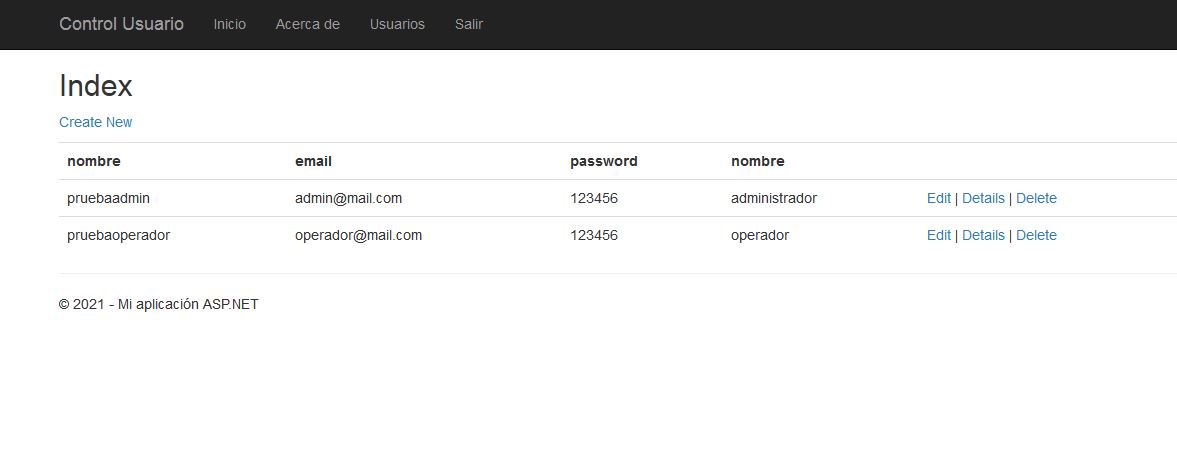 Control Usuario Inicio Acerca de Usuarios Salir
Index
Create New
nombre email password nombre
pruebaadmin admin@mail.com 123456 administrador Edit | Details | Delete
pruebaoperador operador@mail.com 123456 operador Edit | Details | Delete
© 2021 - Mi aplicación ASP.NET